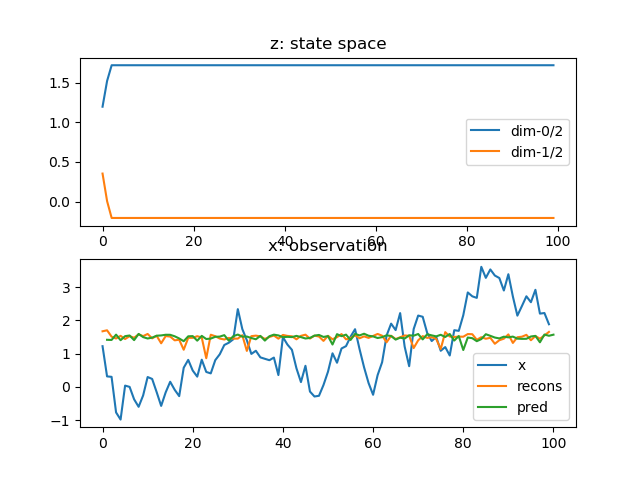 z: state space
1.5
1.0
0.5
0.0
dim-0/2
dim-1/2
0 20 40 60 80 100
x: observation
3
2
1
0
−1
x
recons
pred
0 20 40 60 80 100